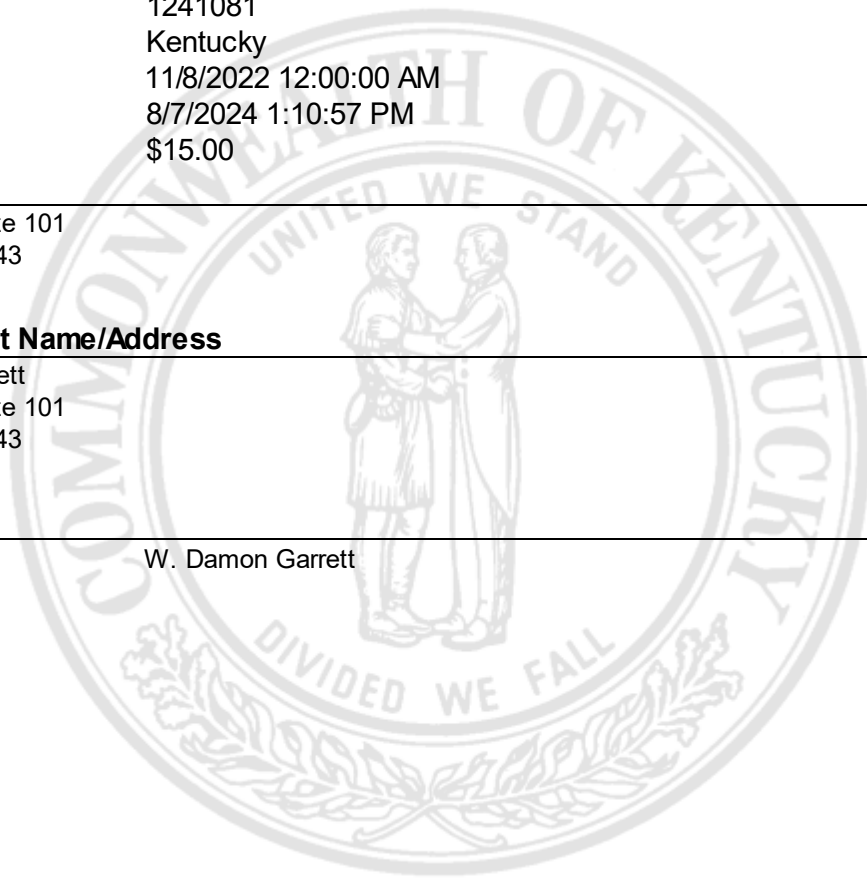 1241081
Kentucky
11/8/2022 12:00:00 AM
8/7/2024 1:10:57 PM
$15.00
te 101
43
t Name/Address
ett
te 101
43
W. Damon Garrett
COMMONWEALTH OF KENTUCKY
UNITED WE STAND
DIVIDED WE FALL